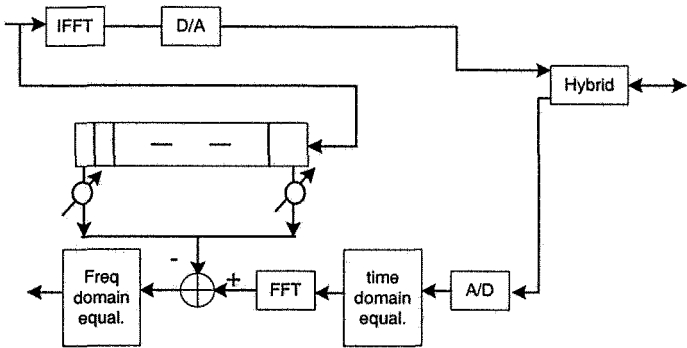 IFFT
D/A
Hybrid
-
+
Freq
domain
equal.
FFT
time
domain
equal.
A/D